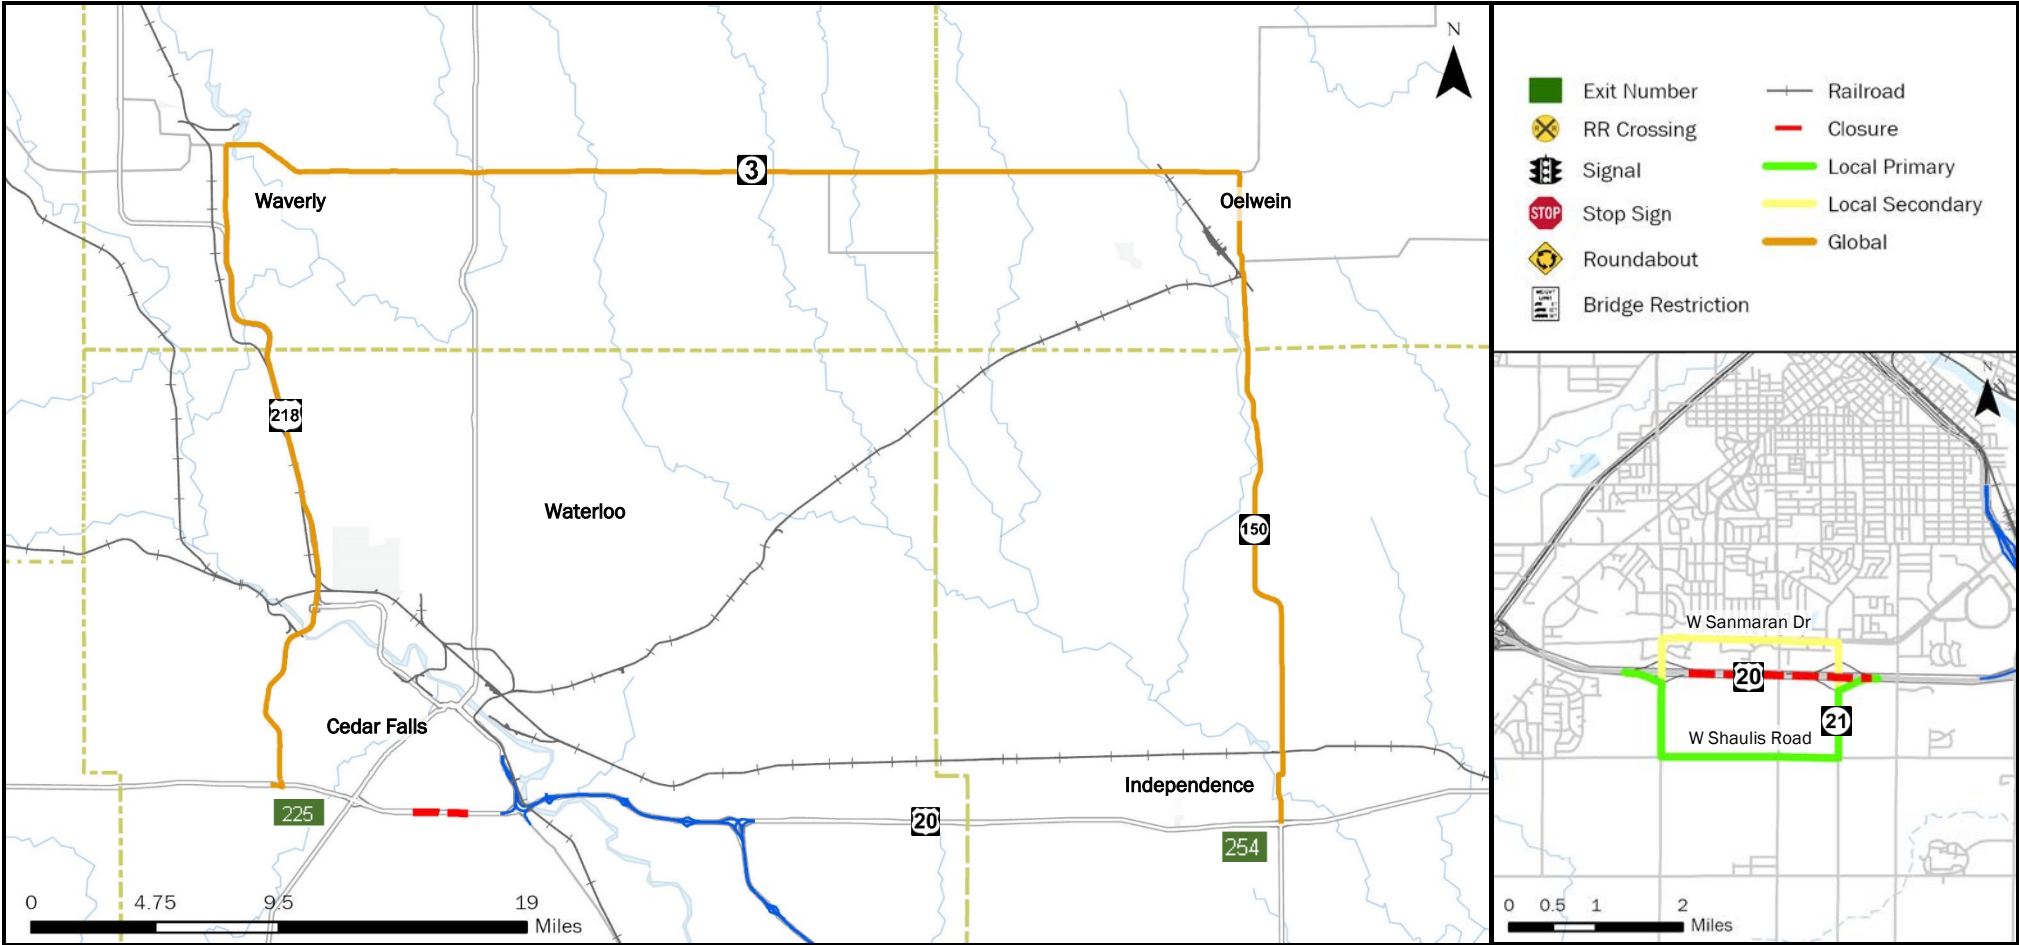 N
3
Waverly
Oelwein
218
Waterloo
150
Cedar Falls
Independence
225
20
254
0 4.75 9.5 19
Miles
Exit Number
RR Crossing
Signal
STOP Stop Sign
Roundabout
Bridge Restriction
Railroad
Closure
Local Primary
Local Secondary
Global
N
W Sanmaran Dr
20
21
W Shaulis Road
0 0.5 1 2
Miles